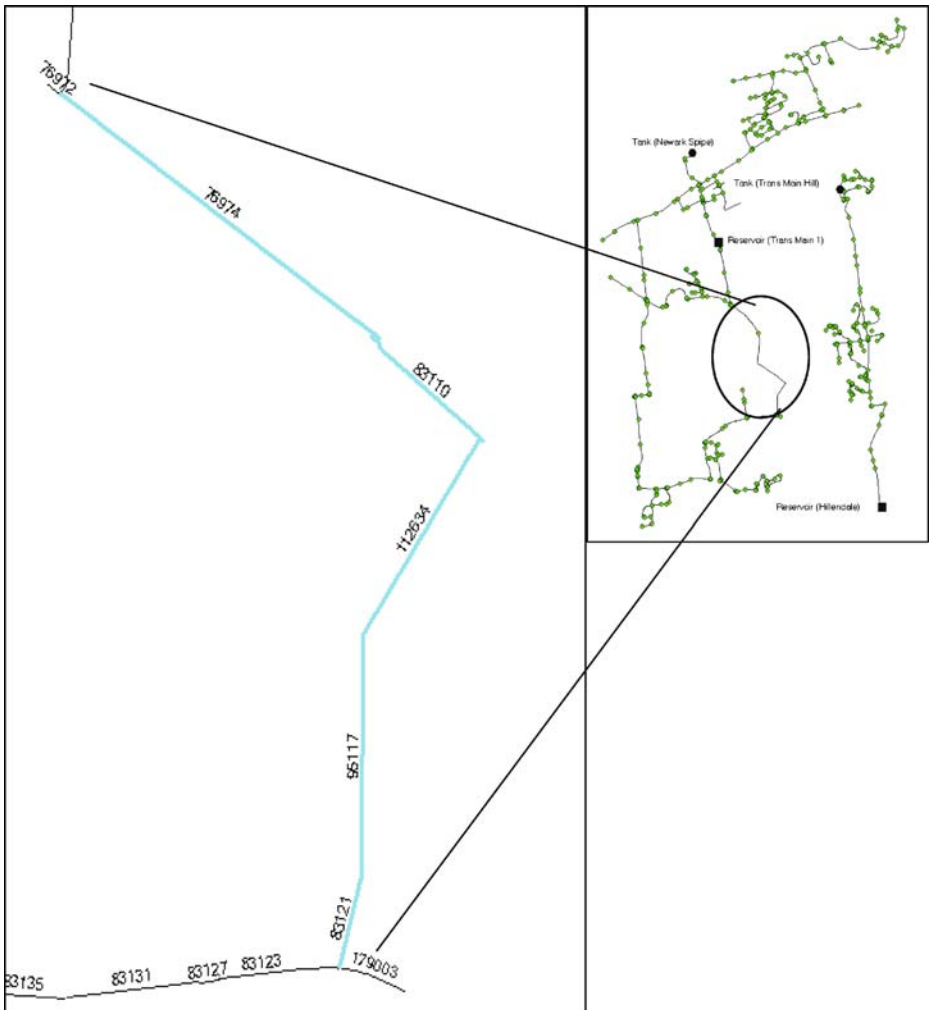 76972
76974
83110
112634
95117
83121
179003
83123
83127
83131
83135
Tank (Newark Spipe)
Tank (Trans Main Hill)
Reservoir (Trans Main 1)
Reservoir (Hillendale)